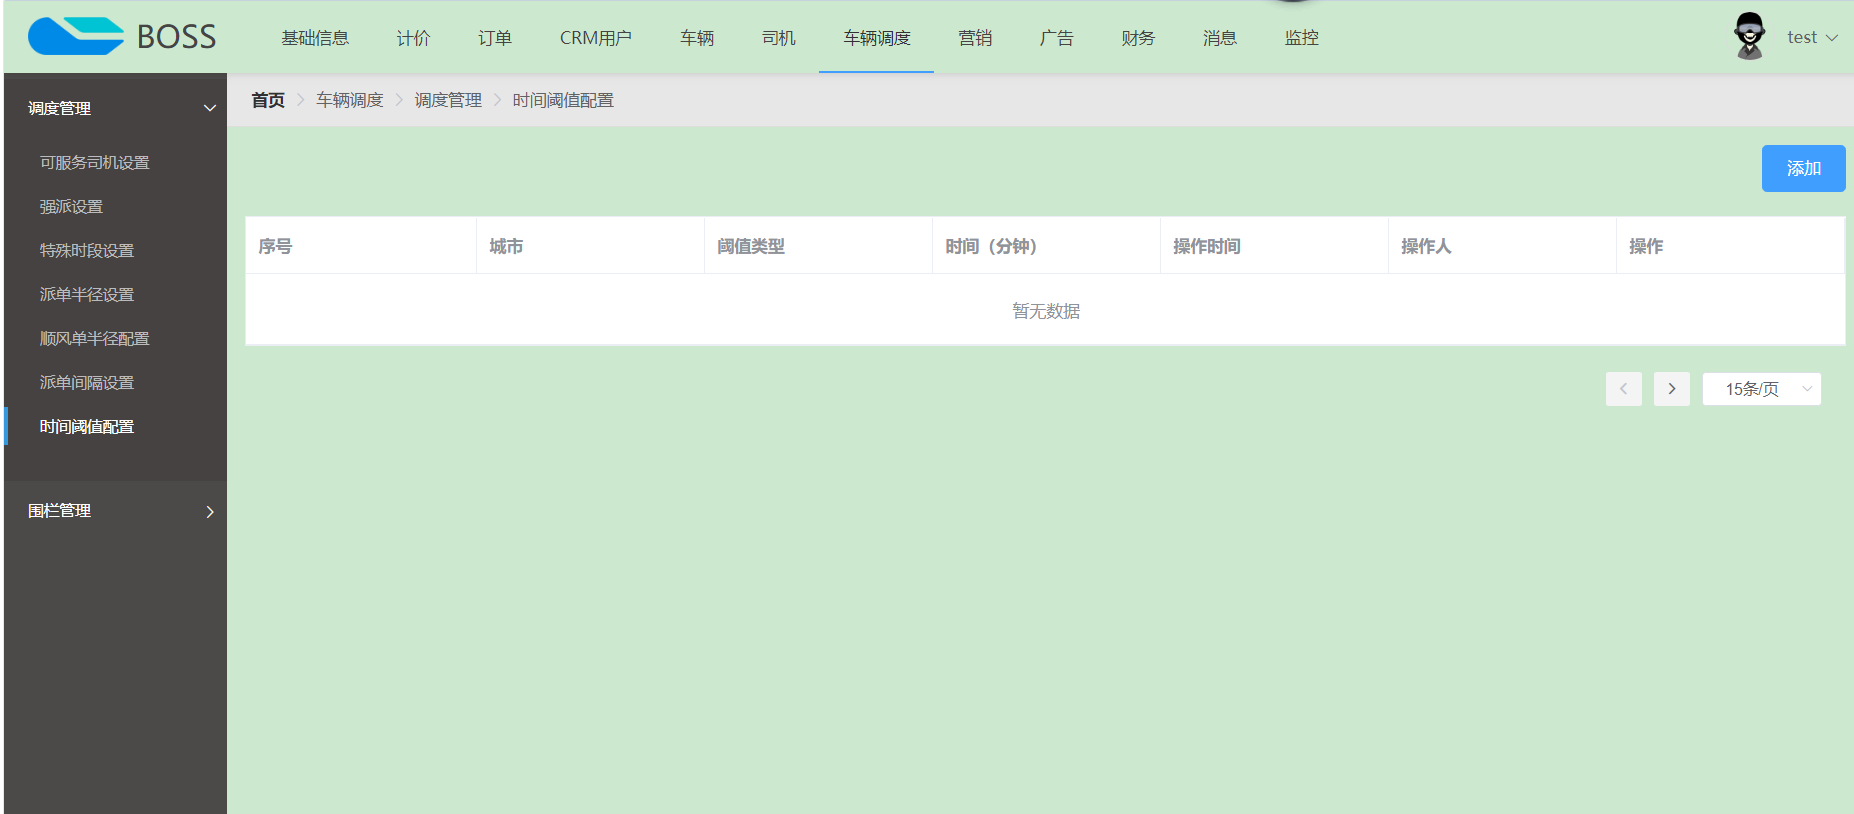 BOSS 基础信息 计价 订单 CRM用户 车辆 司机 车辆调度 营销 广告 财务 消息 监控 test
首页 车辆调度 调度管理 时间阈值配置
调度管理
可服务司机设置
强派设置
特殊时段设置
派单半径设置
顺风单半径配置
派单间隔设置
时间阈值配置
围栏管理
添加
序号 城市 阈值类型 时间（分钟） 操作时间 操作人 操作
暂无数据
15条/页